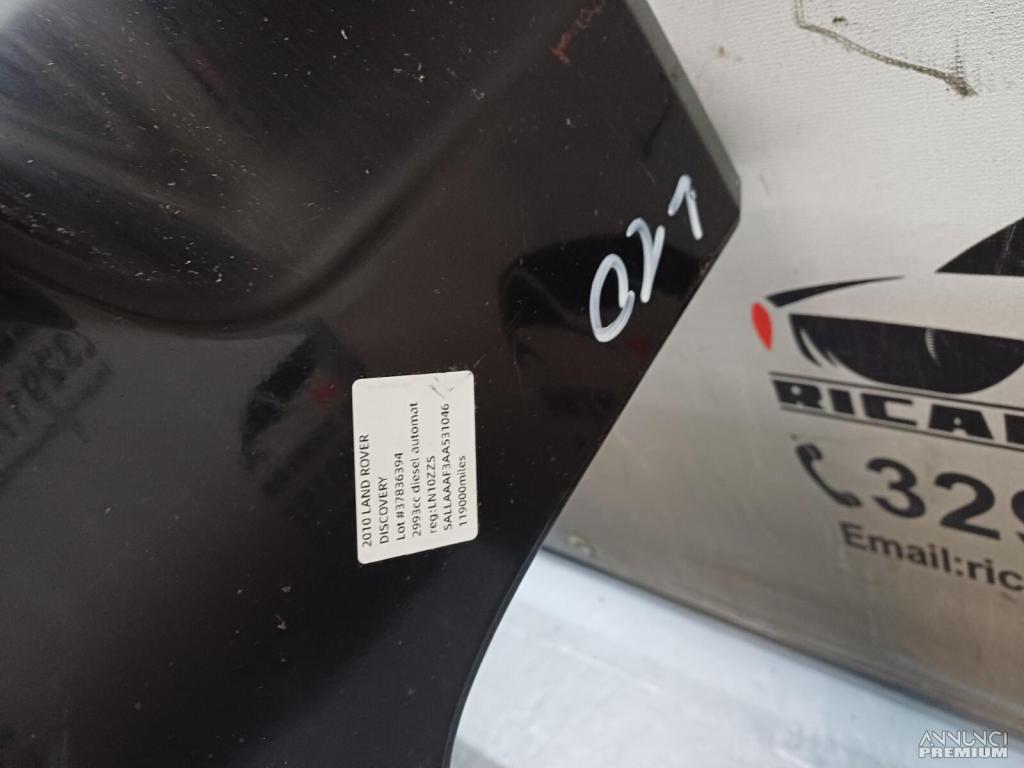 2010 LAND ROVER
DISCOVERY
Lot #37836394
2993cc diesel automat
reg:LN10ZZS
SALLAAAF3AA531046
119000miles
021
RICA
329
Email:ric
ANNUNCI
PREMIUM